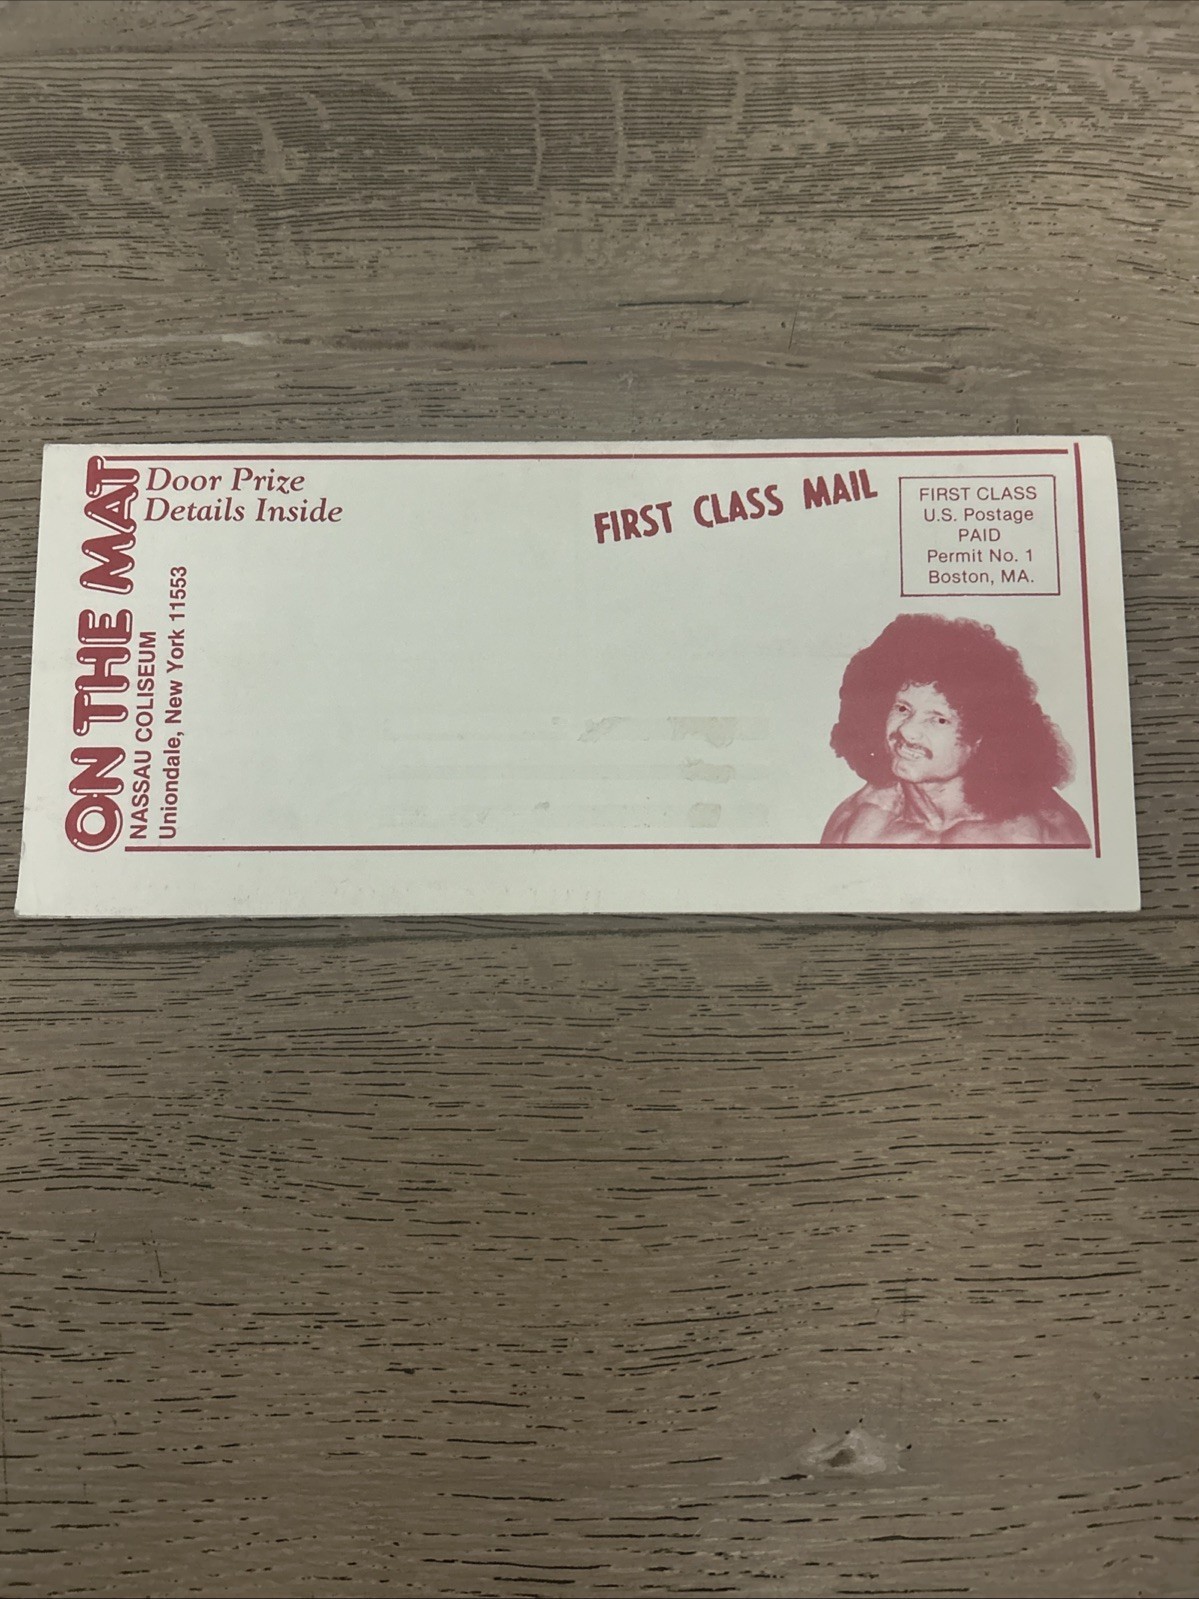 ON THE MAT
NASSAU COLISEUM
Uniondale, New York 11553
Door Prize
Details Inside
FIRST CLASS MAIL
FIRST CLASS
U.S. Postage
PAID
Permit No. 1
Boston, MA.